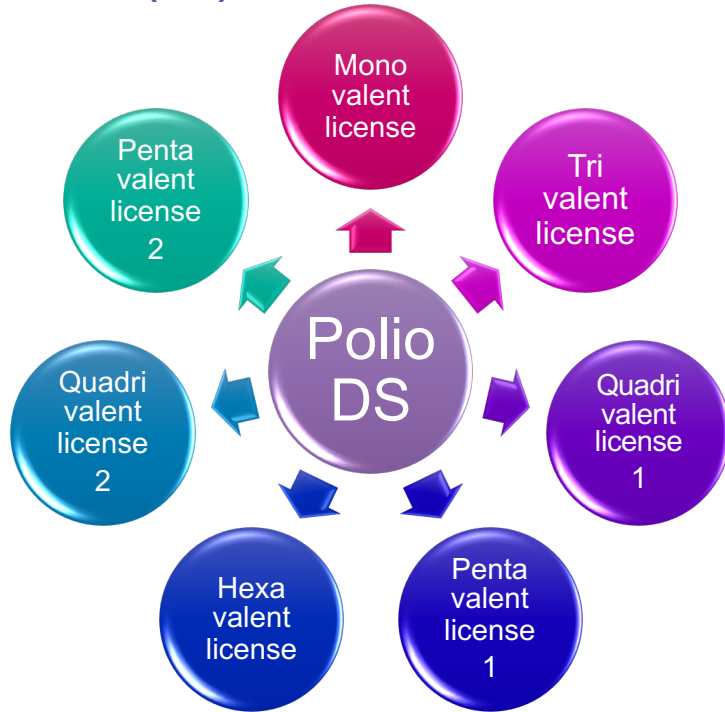 Mono
valent
license
Tri
valent
license
Quadri
valent
license
1
Penta
valent
license
1
Hexa
valent
license
Quadri
valent
license
2
Penta
valent
license
2
Polio
DS